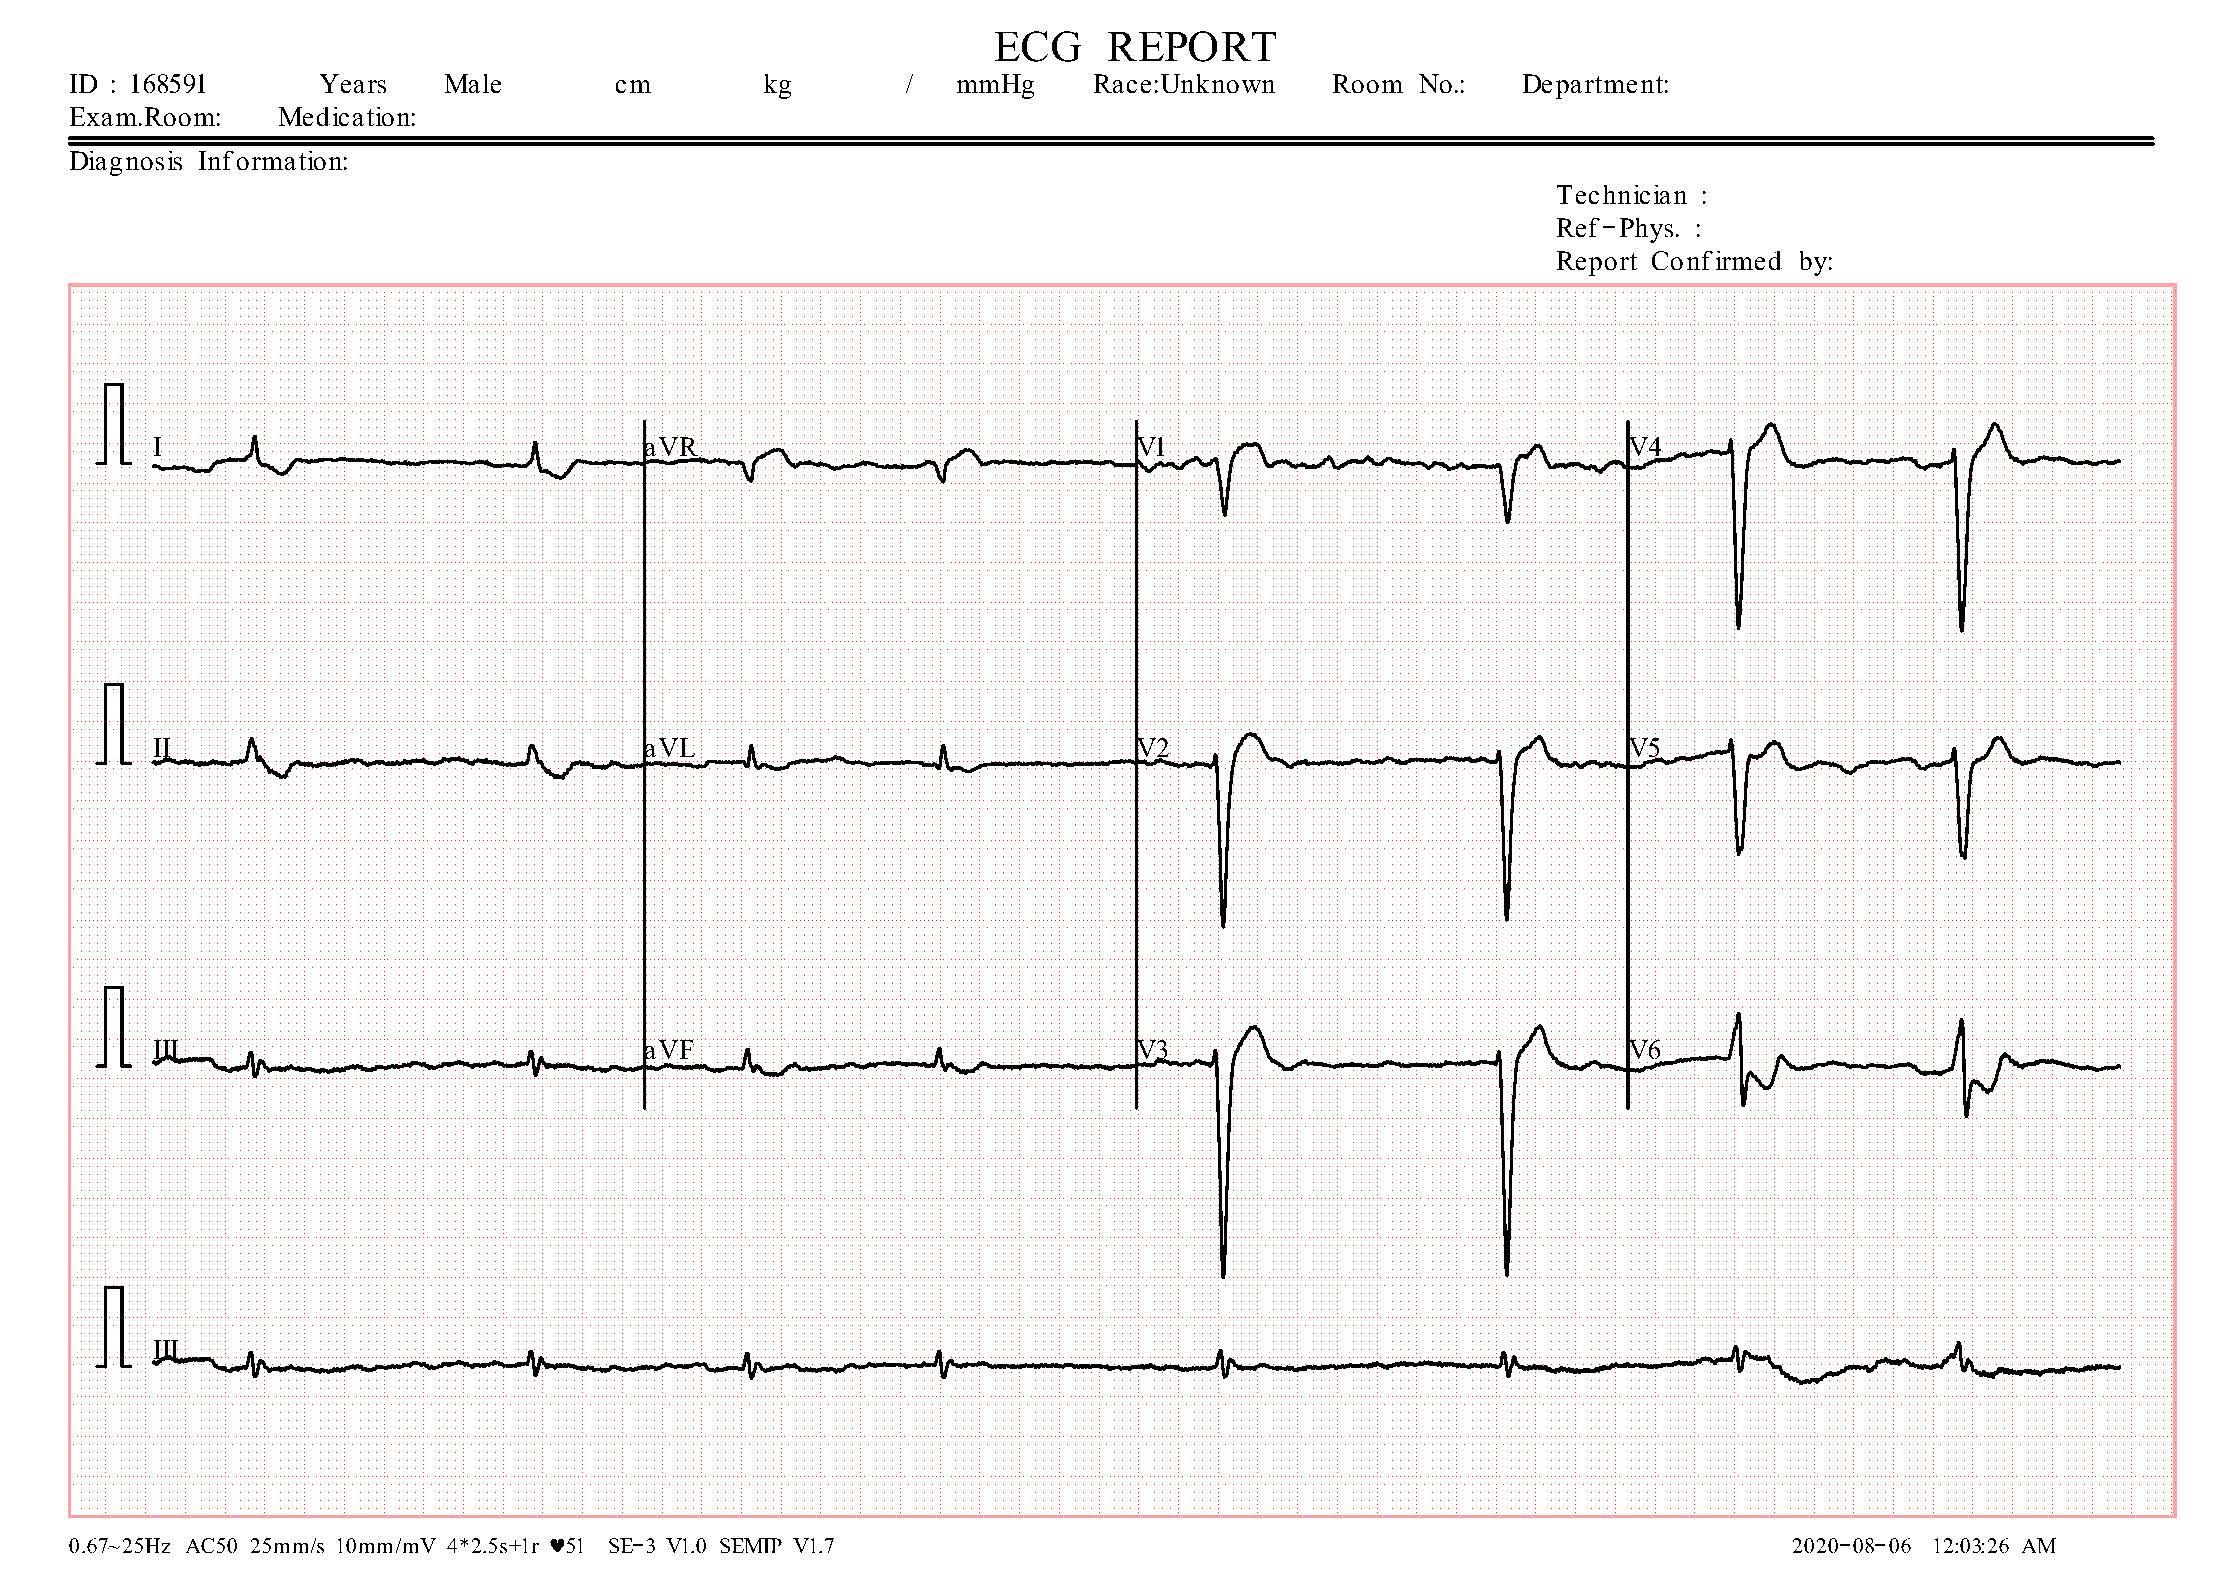 ECG REPORT
ID : 168591 Years Male cm kg / mmHg Race:Unknown Room No.: Department:
Exam.Room: Medication:
Diagnosis Information:
Technician :
Ref-Phys. :
Report Confirmed by:
I aVR V1 V4
II aVL V2 V5
III aVF V3 V6
III
0.67~25Hz AC50 25mm/s 10mm/mV 4*2.5s+1r ♥51 SE-3 V1.0 SEMIP V1.7 2020-08-06 12:03:26 AM